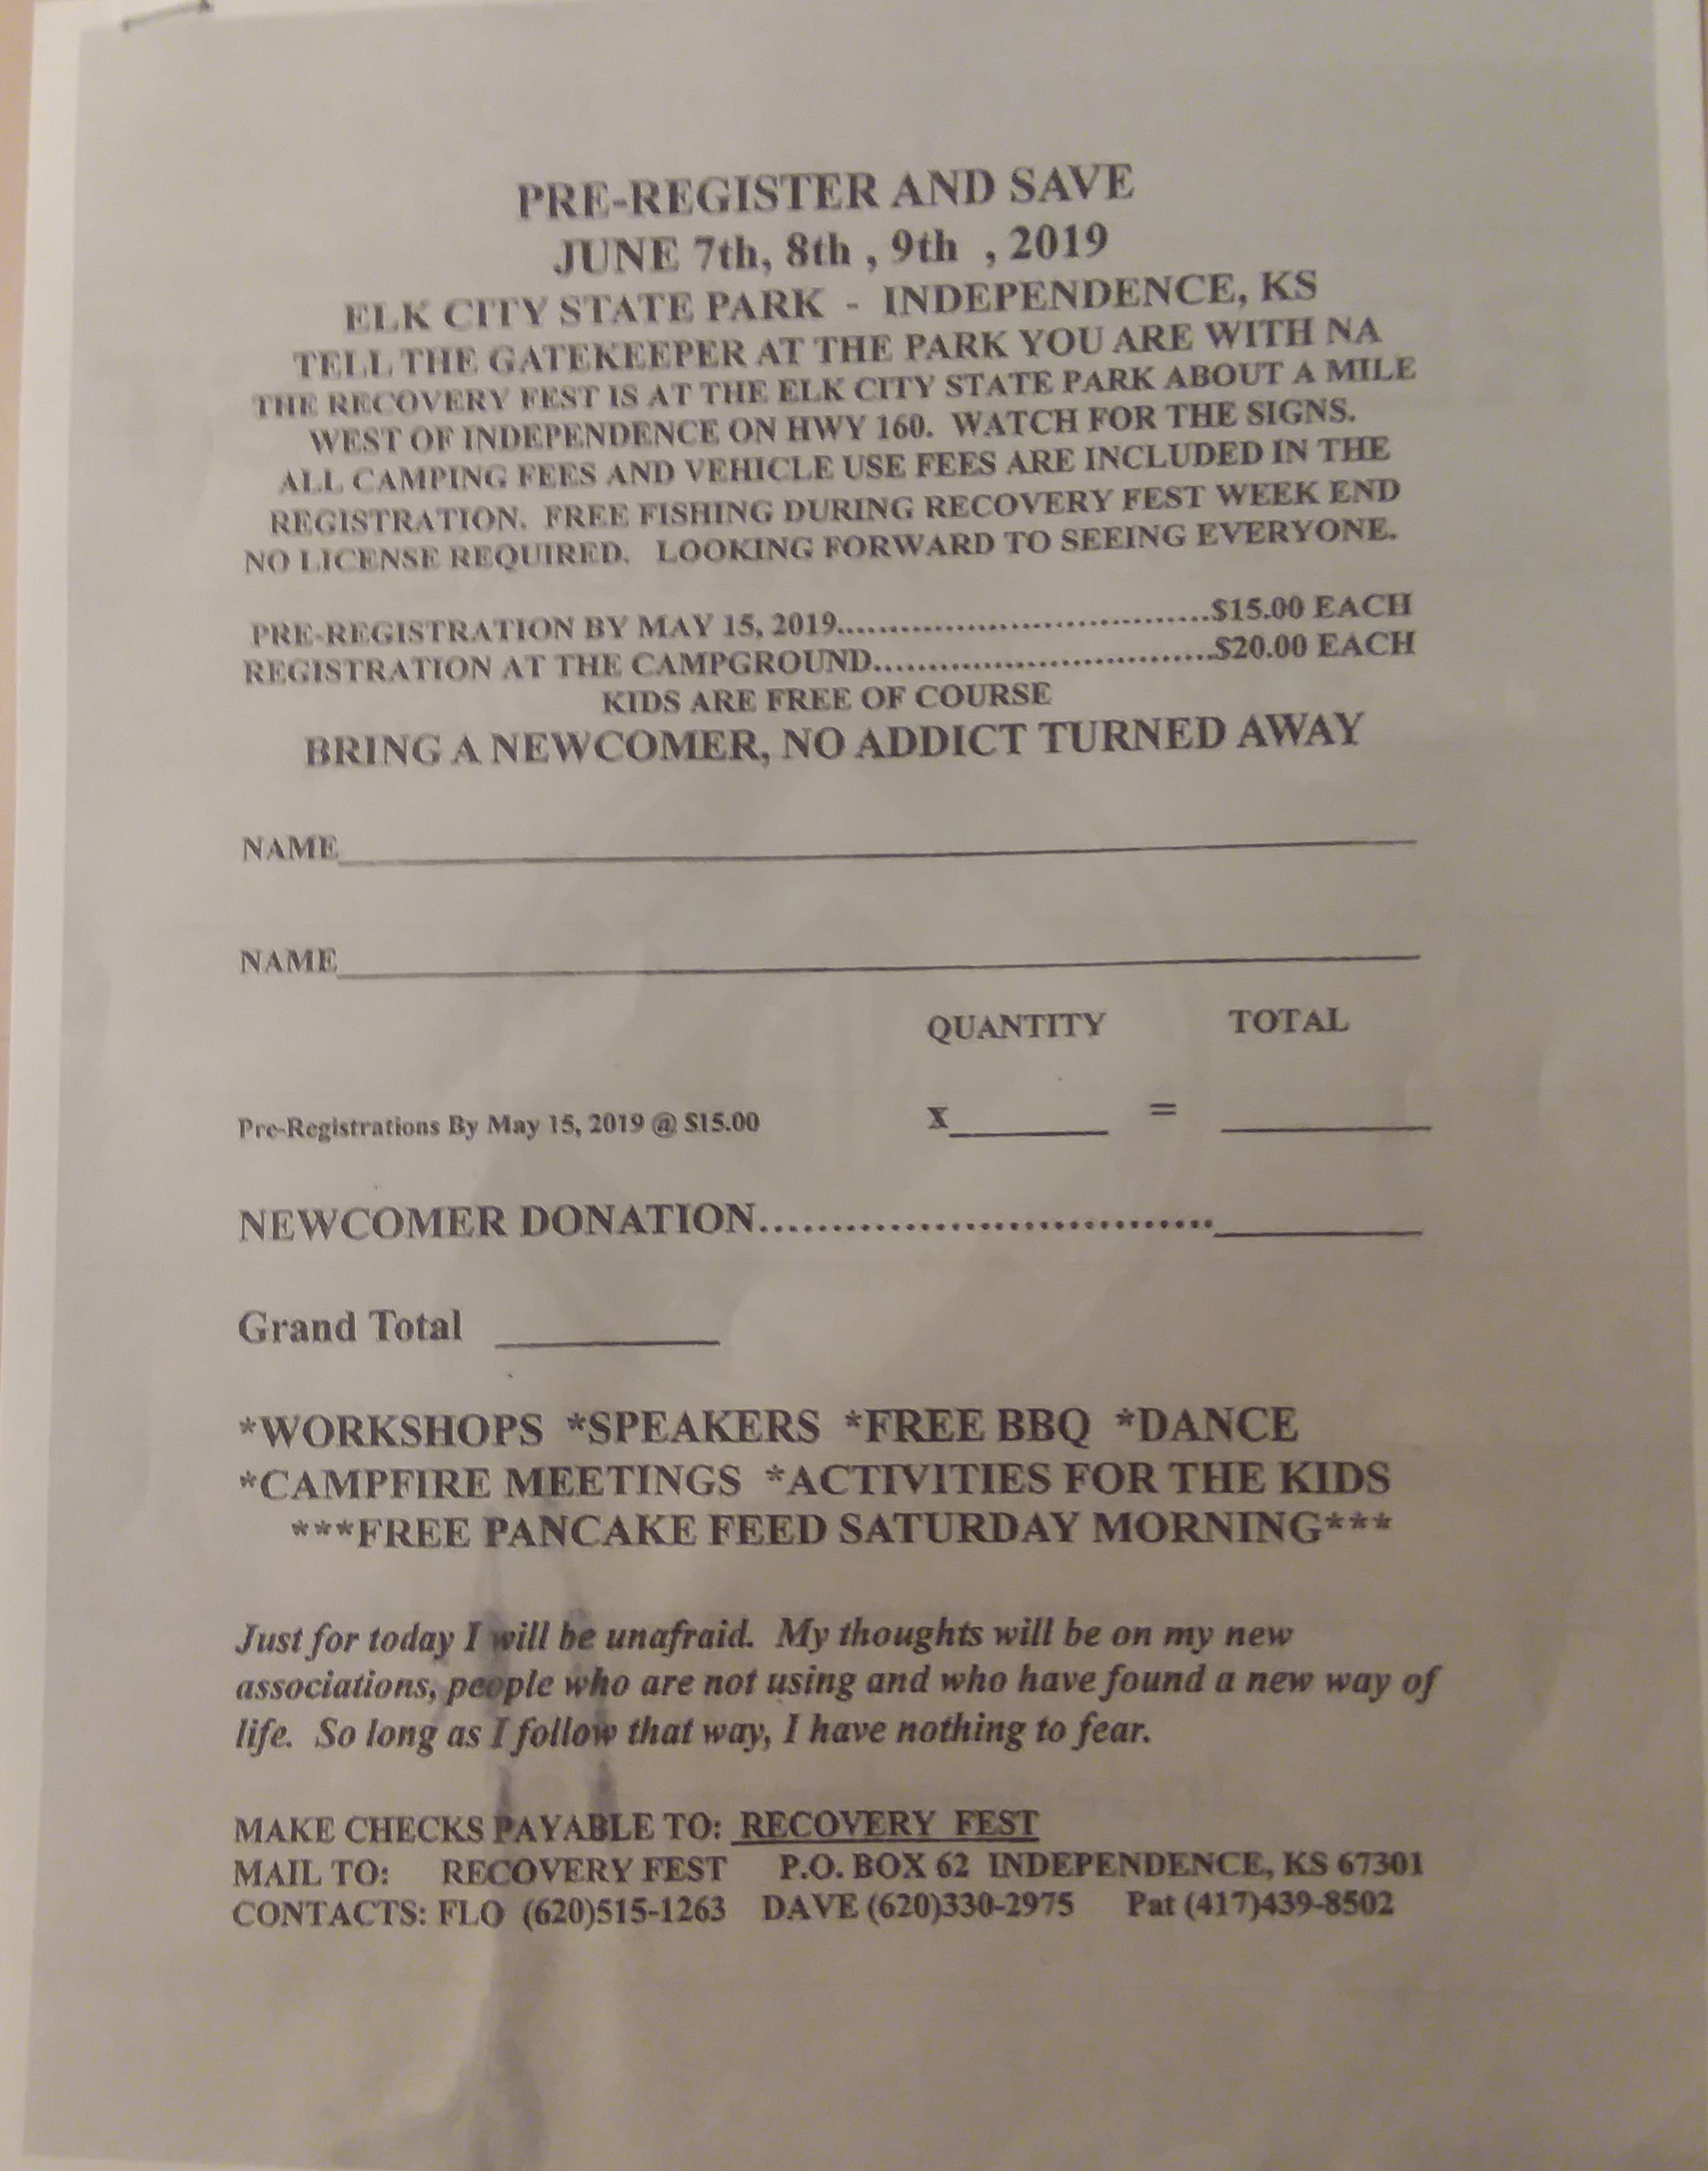 PRE-REGISTER AND SAVE
JUNE 7th, 8th , 9th , 2019
ELK CITY STATE PARK - INDEPENDENCE, KS
TELL THE GATEKEEPER AT THE PARK YOU ARE WITH NA
THE RECOVERY FEST IS AT THE ELK CITY STATE PARK ABOUT A MILE
WEST OF INDEPENDENCE ON HWY 160. WATCH FOR THE SIGNS.
ALL CAMPING FEES AND VEHICLE USE FEES ARE INCLUDED IN THE
REGISTRATION. FREE FISHING DURING RECOVERY FEST WEEK END
NO LICENSE REQUIRED. LOOKING FORWARD TO SEEING EVERYONE.
PRE-REGISTRATION BY MAY 15, 2019...................................$15.00 EACH
REGISTRATION AT THE CAMPGROUND................................$20.00 EACH
KIDS ARE FREE OF COURSE
BRING A NEWCOMER, NO ADDICT TURNED AWAY
NAME____________________
NAME____________________
QUANTITY TOTAL
Pre-Registrations By May 15, 2019 @ $15.00 X________ = ________
NEWCOMER DONATION................................________
Grand Total ________
*WORKSHOPS *SPEAKERS *FREE BBQ *DANCE
*CAMPFIRE MEETINGS *ACTIVITIES FOR THE KIDS
***FREE PANCAKE FEED SATURDAY MORNING***
Just for today I will be unafraid. My thoughts will be on my new
associations, people who are not using and who have found a new way of
life. So long as I follow that way, I have nothing to fear.
MAKE CHECKS PAYABLE TO: RECOVERY FEST
MAIL TO: RECOVERY FEST P.O. BOX 62 INDEPENDENCE, KS 67301
CONTACTS: FLO (620)515-1263 DAVE (620)330-2975 Pat (417)439-8502